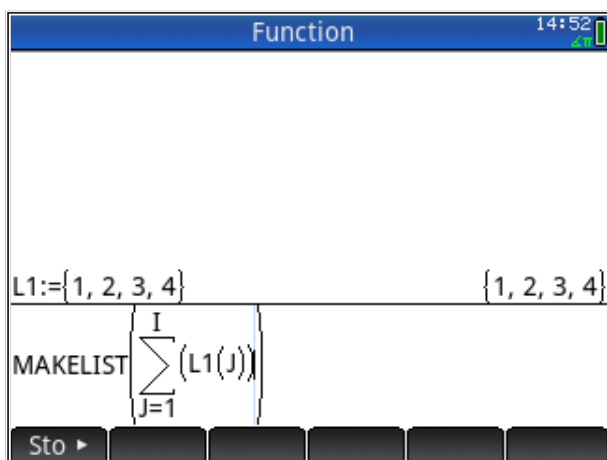 Function 14:52
∡π
L1:={1, 2, 3, 4} {1, 2, 3, 4}
I
MAKELIST(∑(L1(J)))
J=1
Sto ▸